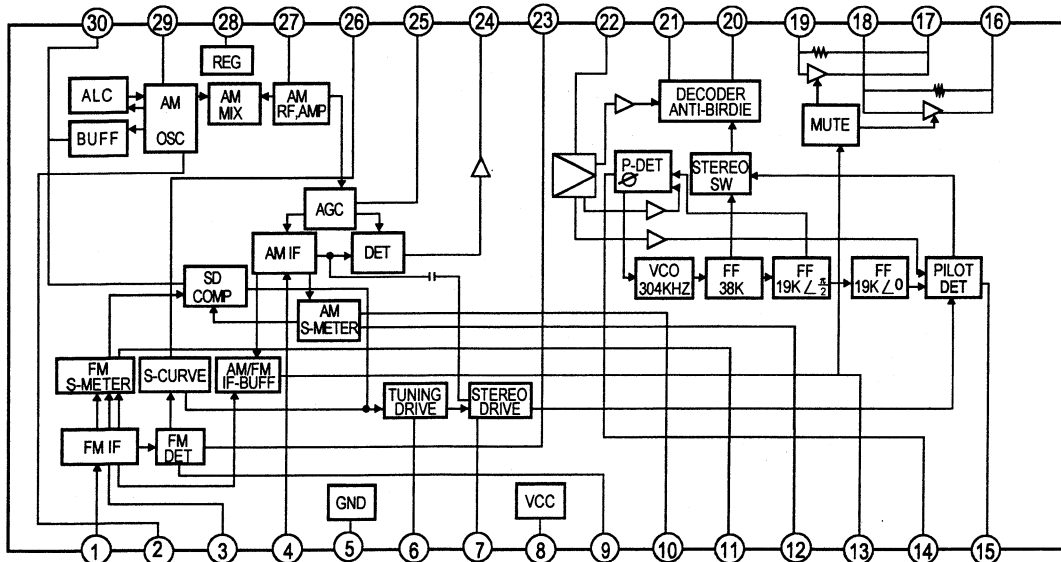 30 29 28 27 26 25 24 23 22 21 20 19 18 17 16
REG
ALC
AM
OSC
AM
MIX
AM
RF,AMP
BUFF
DECODER
ANTI-BIRDIE
MUTE
P-DET
Ø
STEREO
SW
AGC
AM IF
DET
SD
COMP
VCO
304KHZ
FF
38K
FF
19K∠π/2
FF
19K∠0
PILOT
DET
AM
S-METER
FM
S-METER
S-CURVE
AM/FM
IF-BUFF
TUNING
DRIVE
STEREO
DRIVE
FM IF
FM
DET
GND
VCC
1 2 3 4 5 6 7 8 9 10 11 12 13 14 15